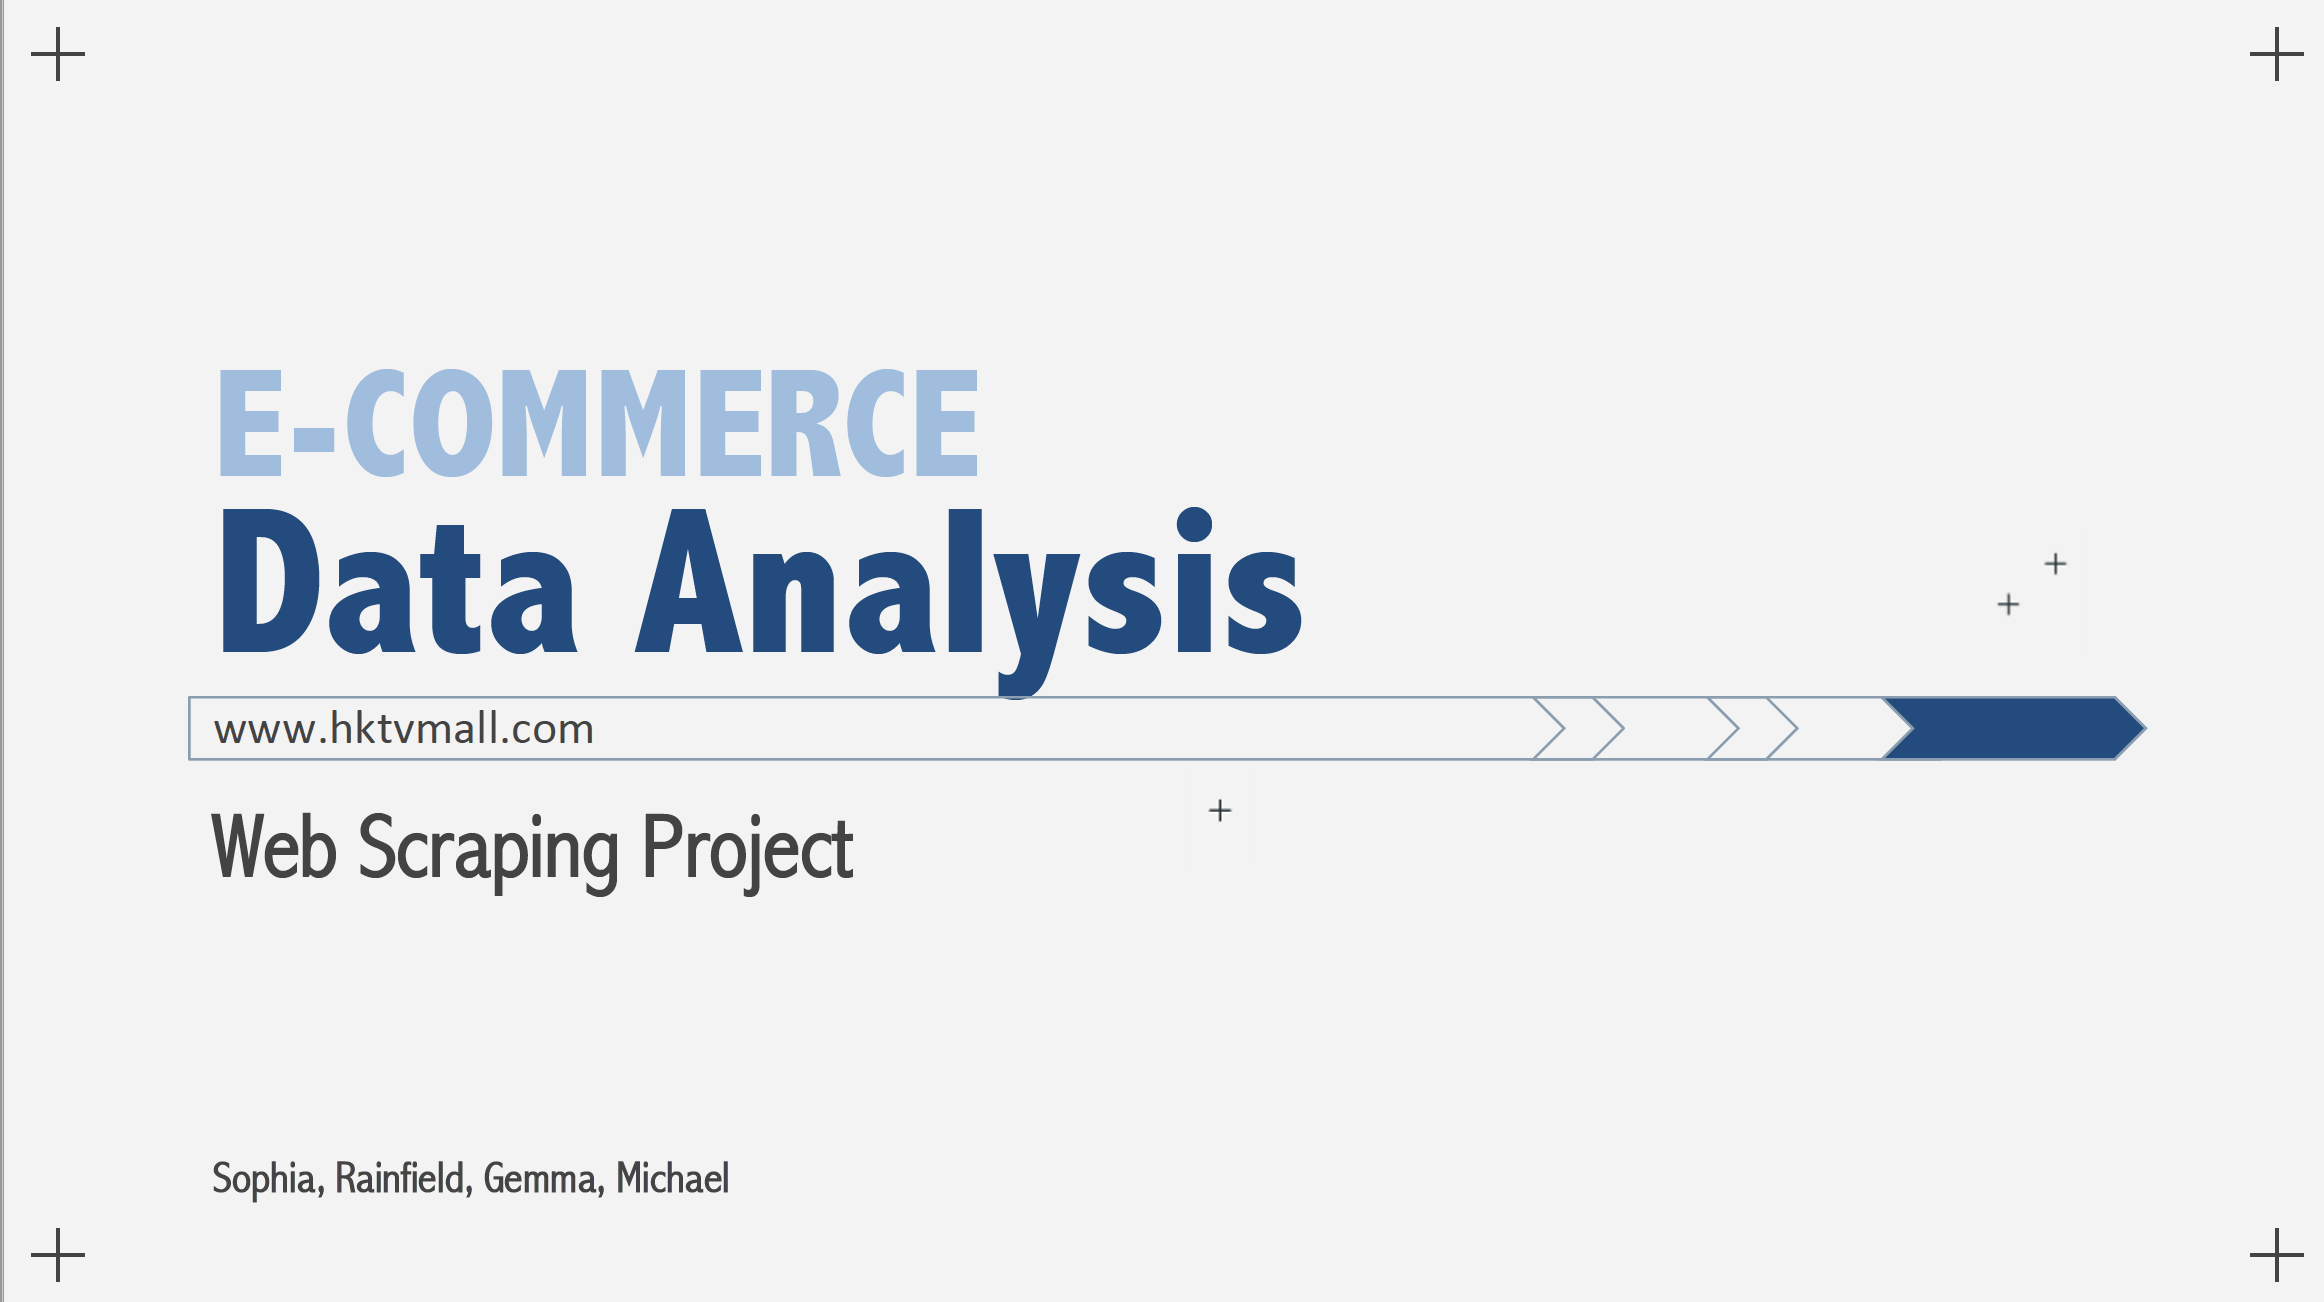 E-COMMERCE
Data Analysis
www.hktvmall.com
Web Scraping Project
Sophia, Rainfield, Gemma, Michael